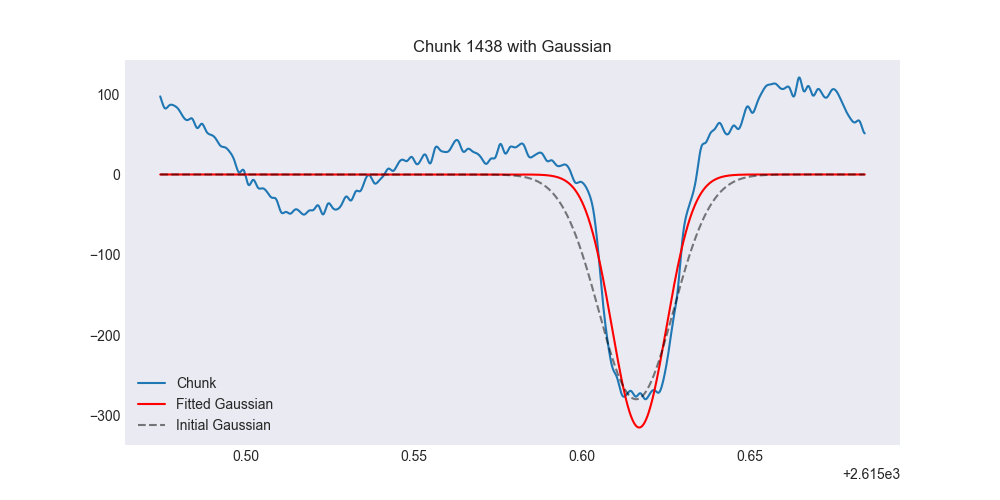 Chunk 1438 with Gaussian
100
0
−100
−200
−300
Chunk
Fitted Gaussian
Initial Gaussian
0.50 0.55 0.60 0.65
+2.615e3